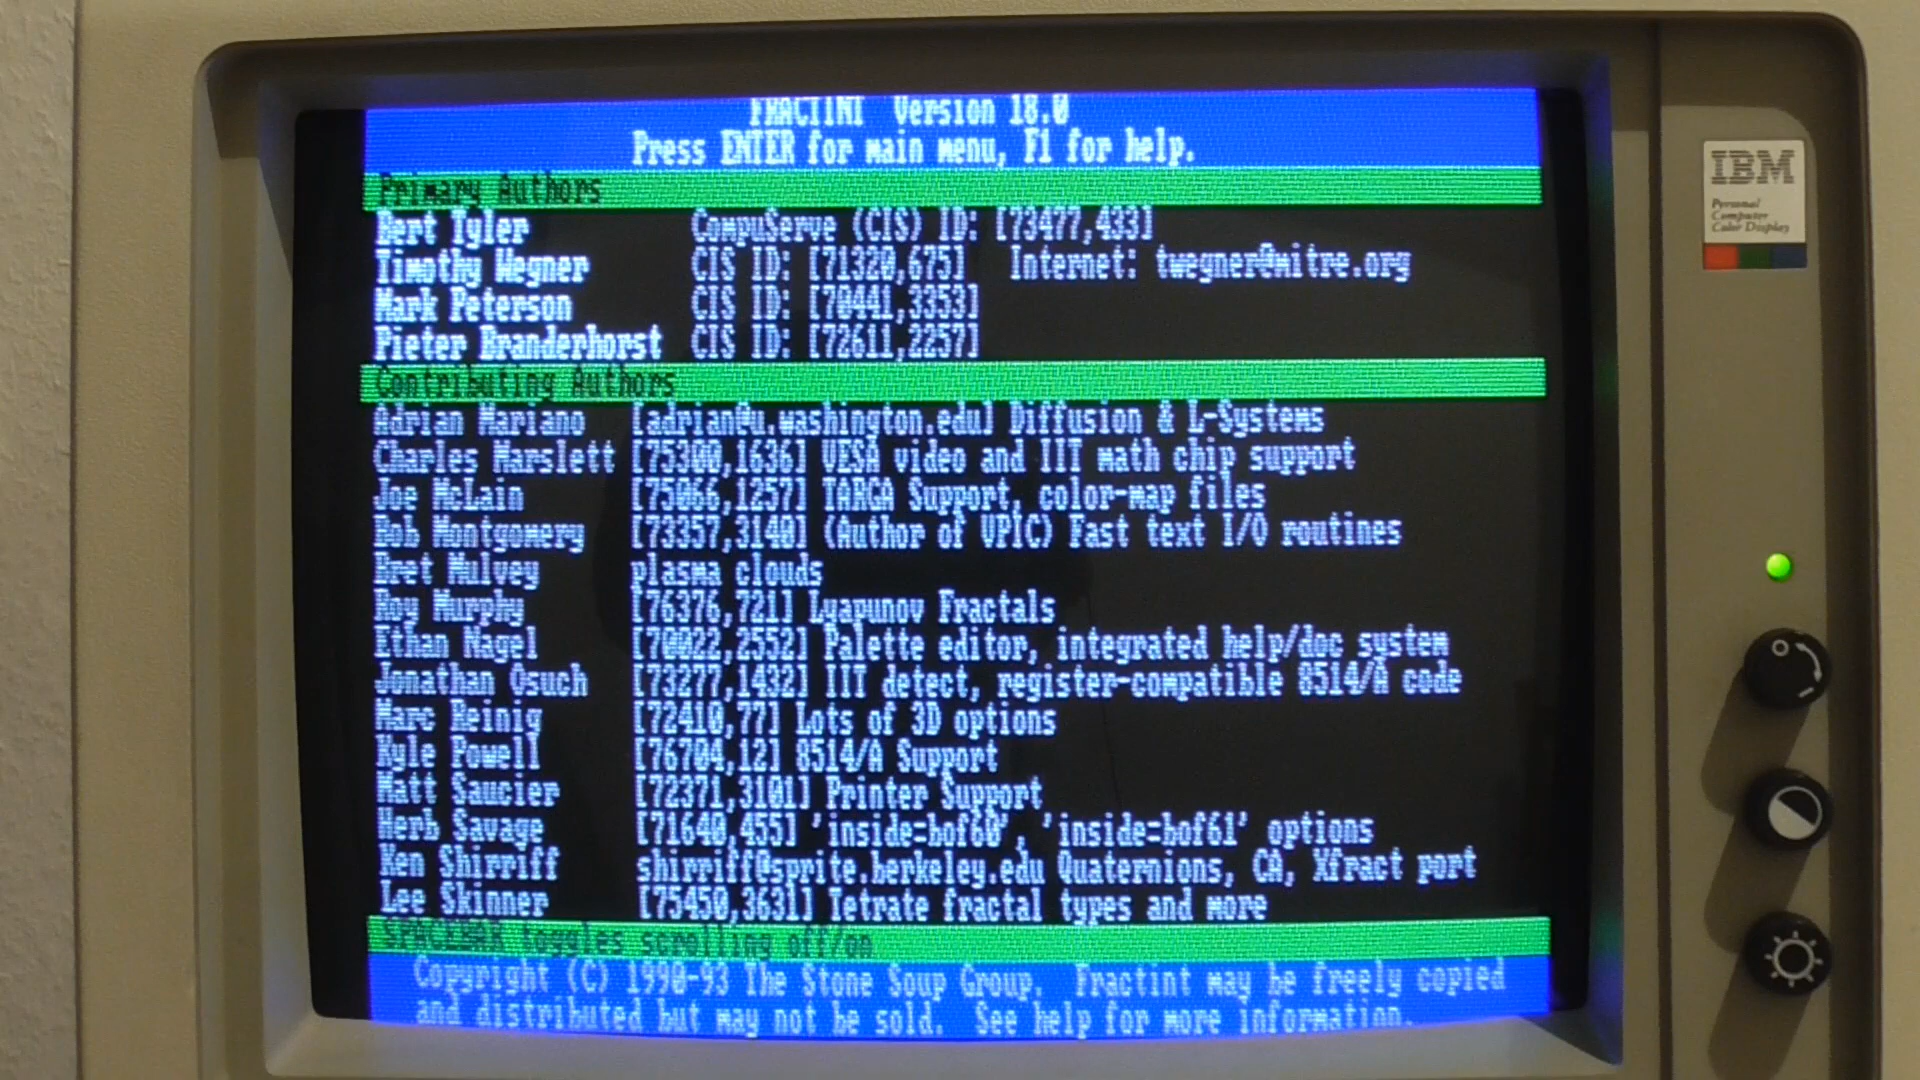 FRACTINT Version 18.0
Press ENTER for main menu, F1 for help.
Primary Authors
Bert Tyler CompuServe (CIS) ID: [73477,433]
Timothy Wegner CIS ID: [71320,675] Internet: twegner@mitre.org
Mark Peterson CIS ID: [70441,3353]
Pieter Branderhorst CIS ID: [72611,2257]
Contributing Authors
Adrian Mariano [adrian@u.washington.edu] Diffusion & L-Systems
Charles Marslett [75300,1636] VESA video and IIT math chip support
Joe McLain [75066,1257] TARGA Support, color-map files
Bob Montgomery [73357,3140] (Author of VPIC) Fast text I/O routines
Bret Mulvey plasma clouds
Roy Murphy [76376,721] Lyapunov Fractals
Ethan Nagel [70022,2552] Palette editor, integrated help/doc system
Jonathan Osuch [73277,1432] IIT detect, register-compatible 8514/A code
Marc Reinig [72410,77] Lots of 3D options
Kyle Powell [76704,12] 8514/A Support
Matt Saucier [72371,3101] Printer Support
Herb Savage [71640,455] 'inside=bof60', 'inside=bof61' options
Ken Shirriff shirriff@sprite.berkeley.edu Quaternions, CA, Xfract port
Lee Skinner [75450,3631] Tetrate fractal types and more
SPACEBAR toggles scrolling off/on
Copyright (C) 1990-93 The Stone Soup Group. Fractint may be freely copied
and distributed but may not be sold. See help for more information.
IBM
Personal
Computer
Color Display